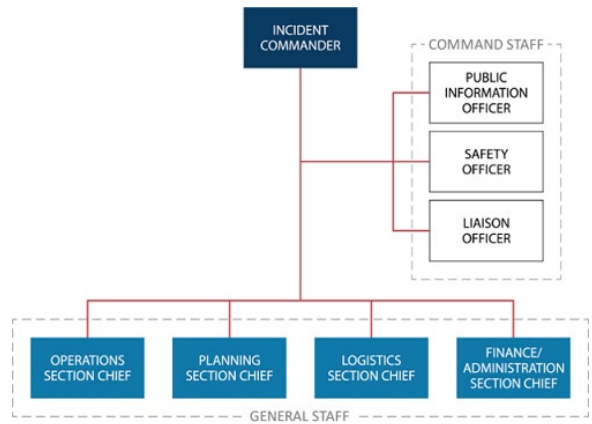 INCIDENT
COMMANDER
COMMAND STAFF
PUBLIC
INFORMATION
OFFICER
SAFETY
OFFICER
LIAISON
OFFICER
OPERATIONS
SECTION CHIEF
PLANNING
SECTION CHIEF
LOGISTICS
SECTION CHIEF
FINANCE/
ADMINISTRATION
SECTION CHIEF
GENERAL STAFF